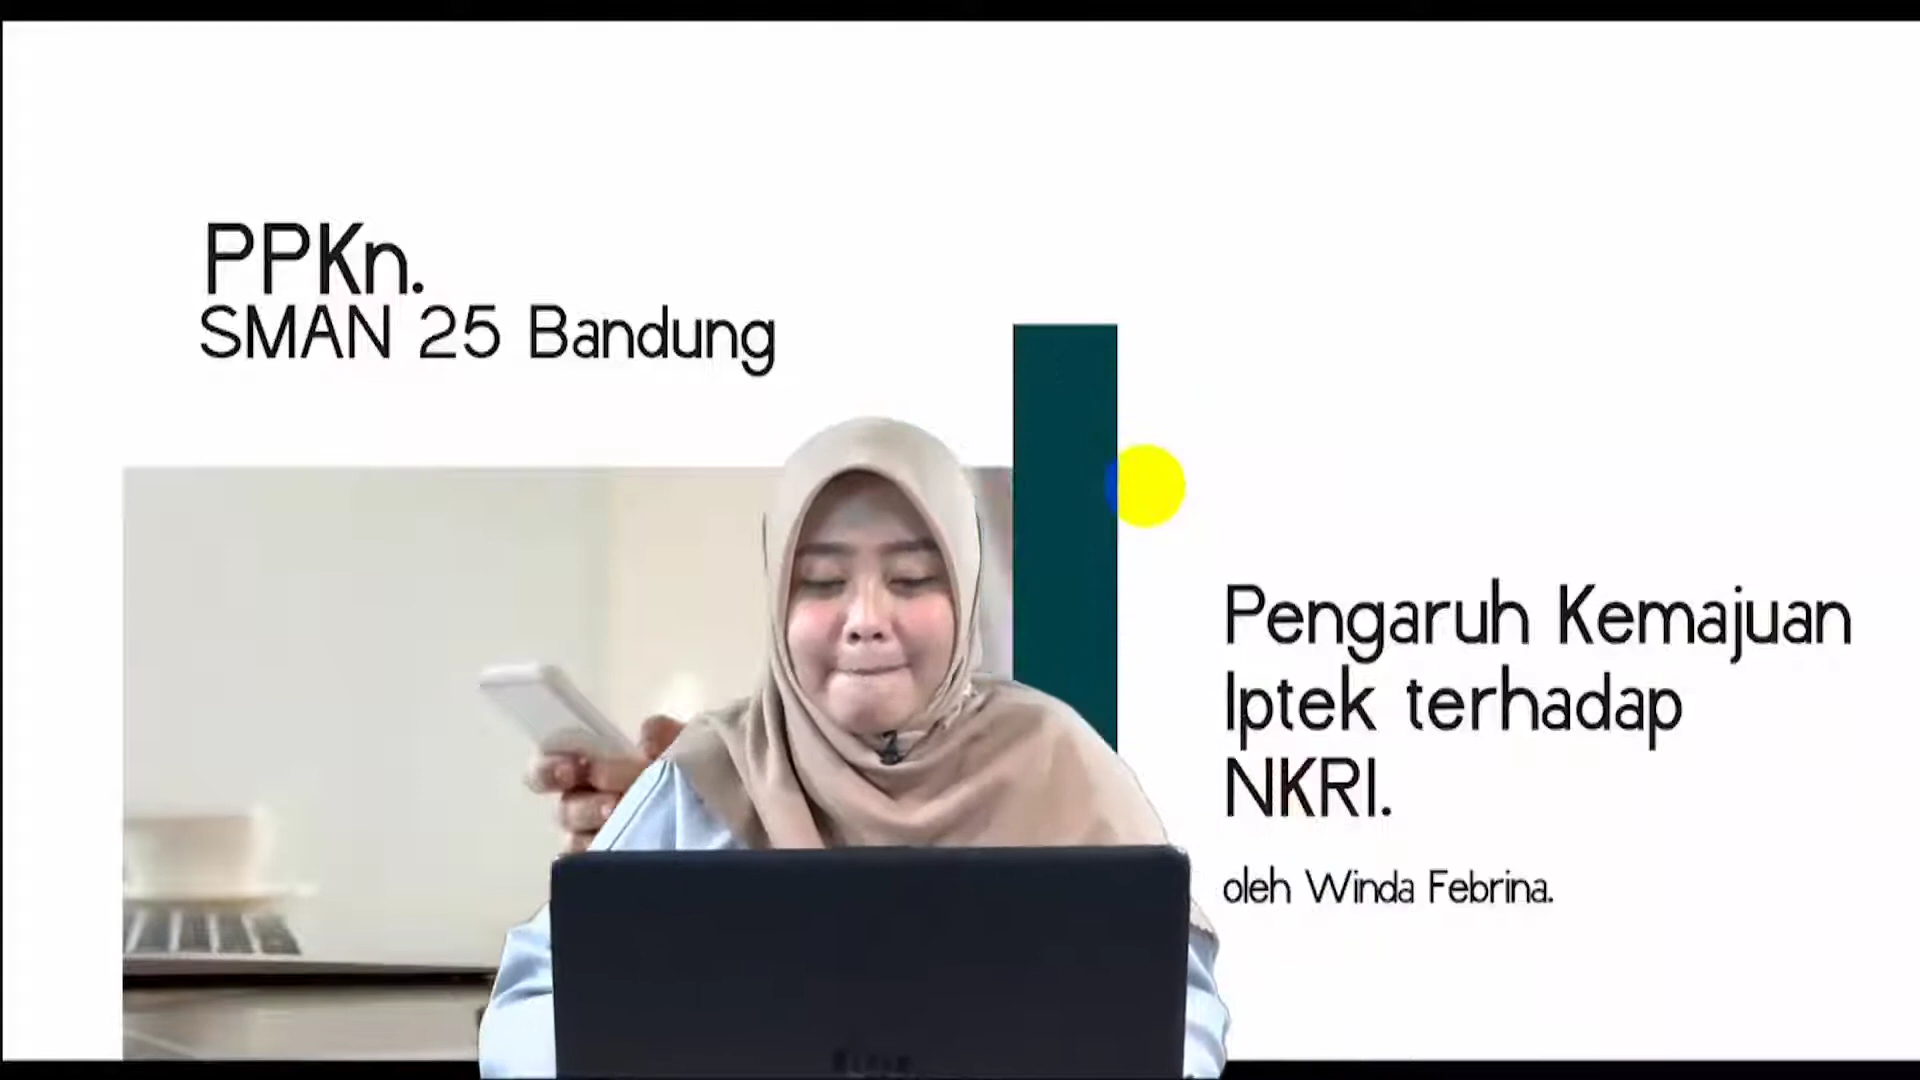 PPKn.
SMAN 25 Bandung
Pengaruh Kemajuan
Iptek terhadap
NKRI.
oleh Winda Febrina.